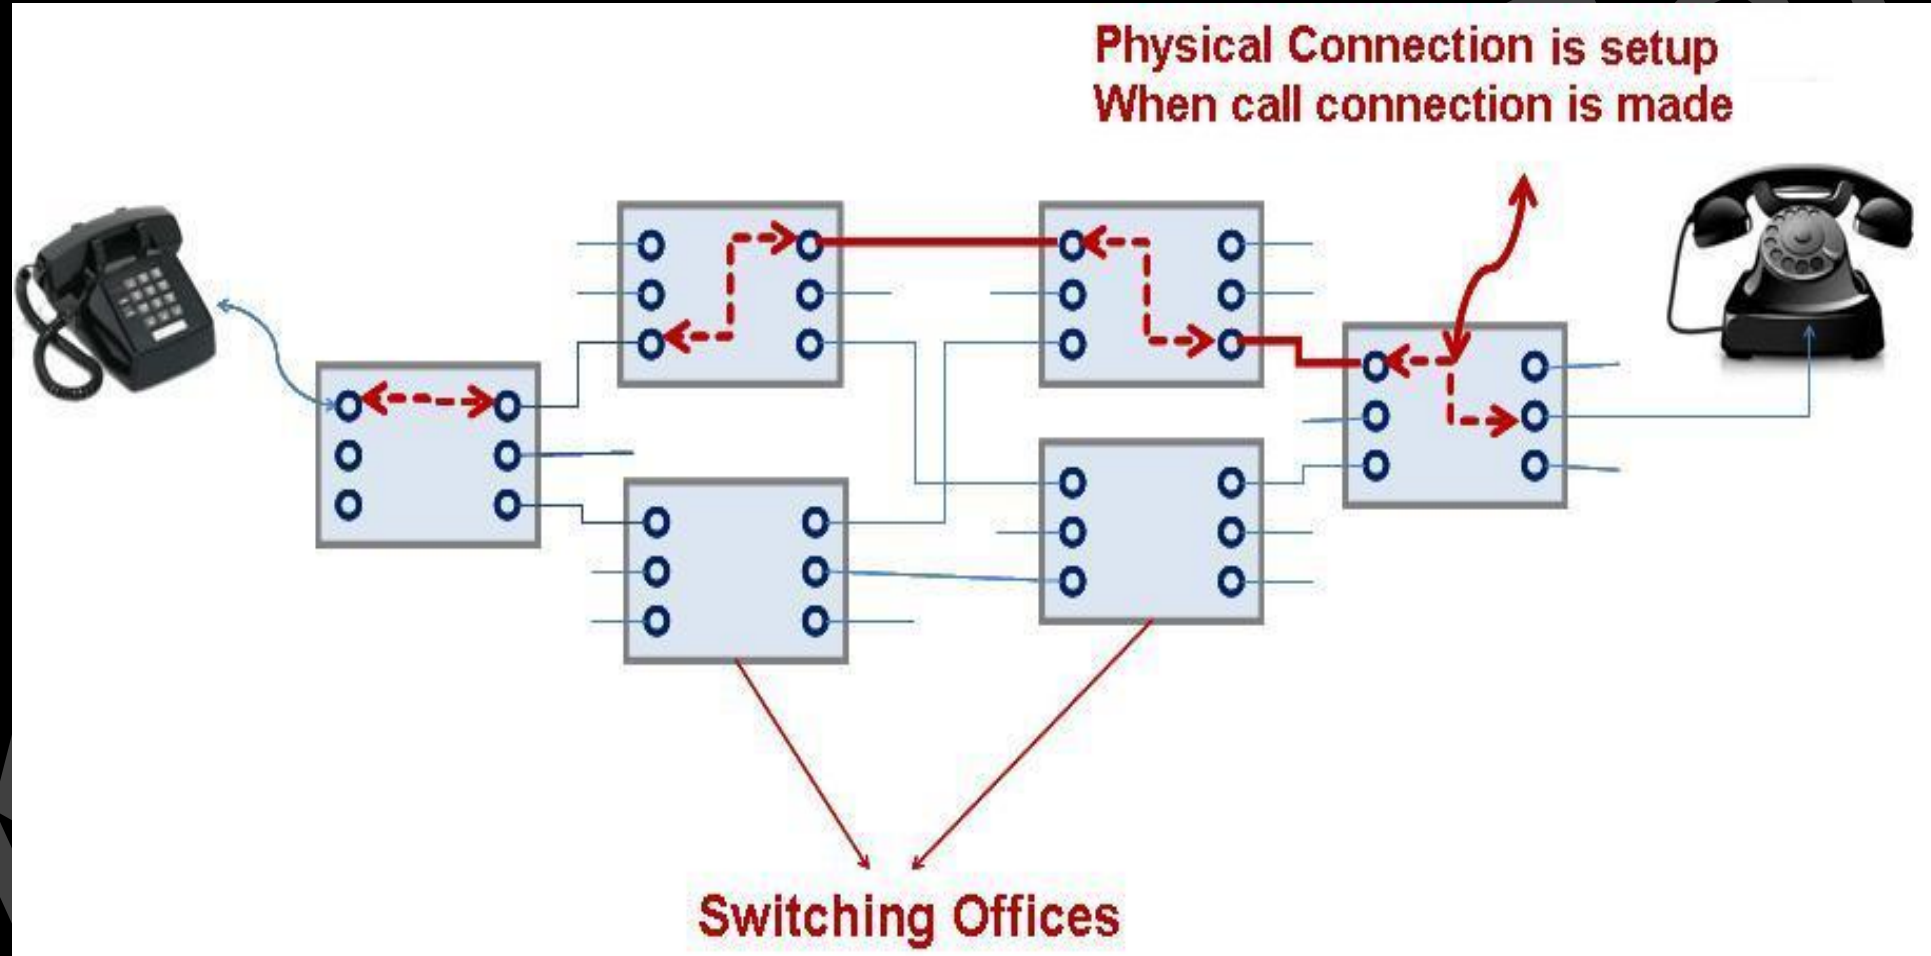 Physical Connection is setup
When call connection is made
Switching Offices